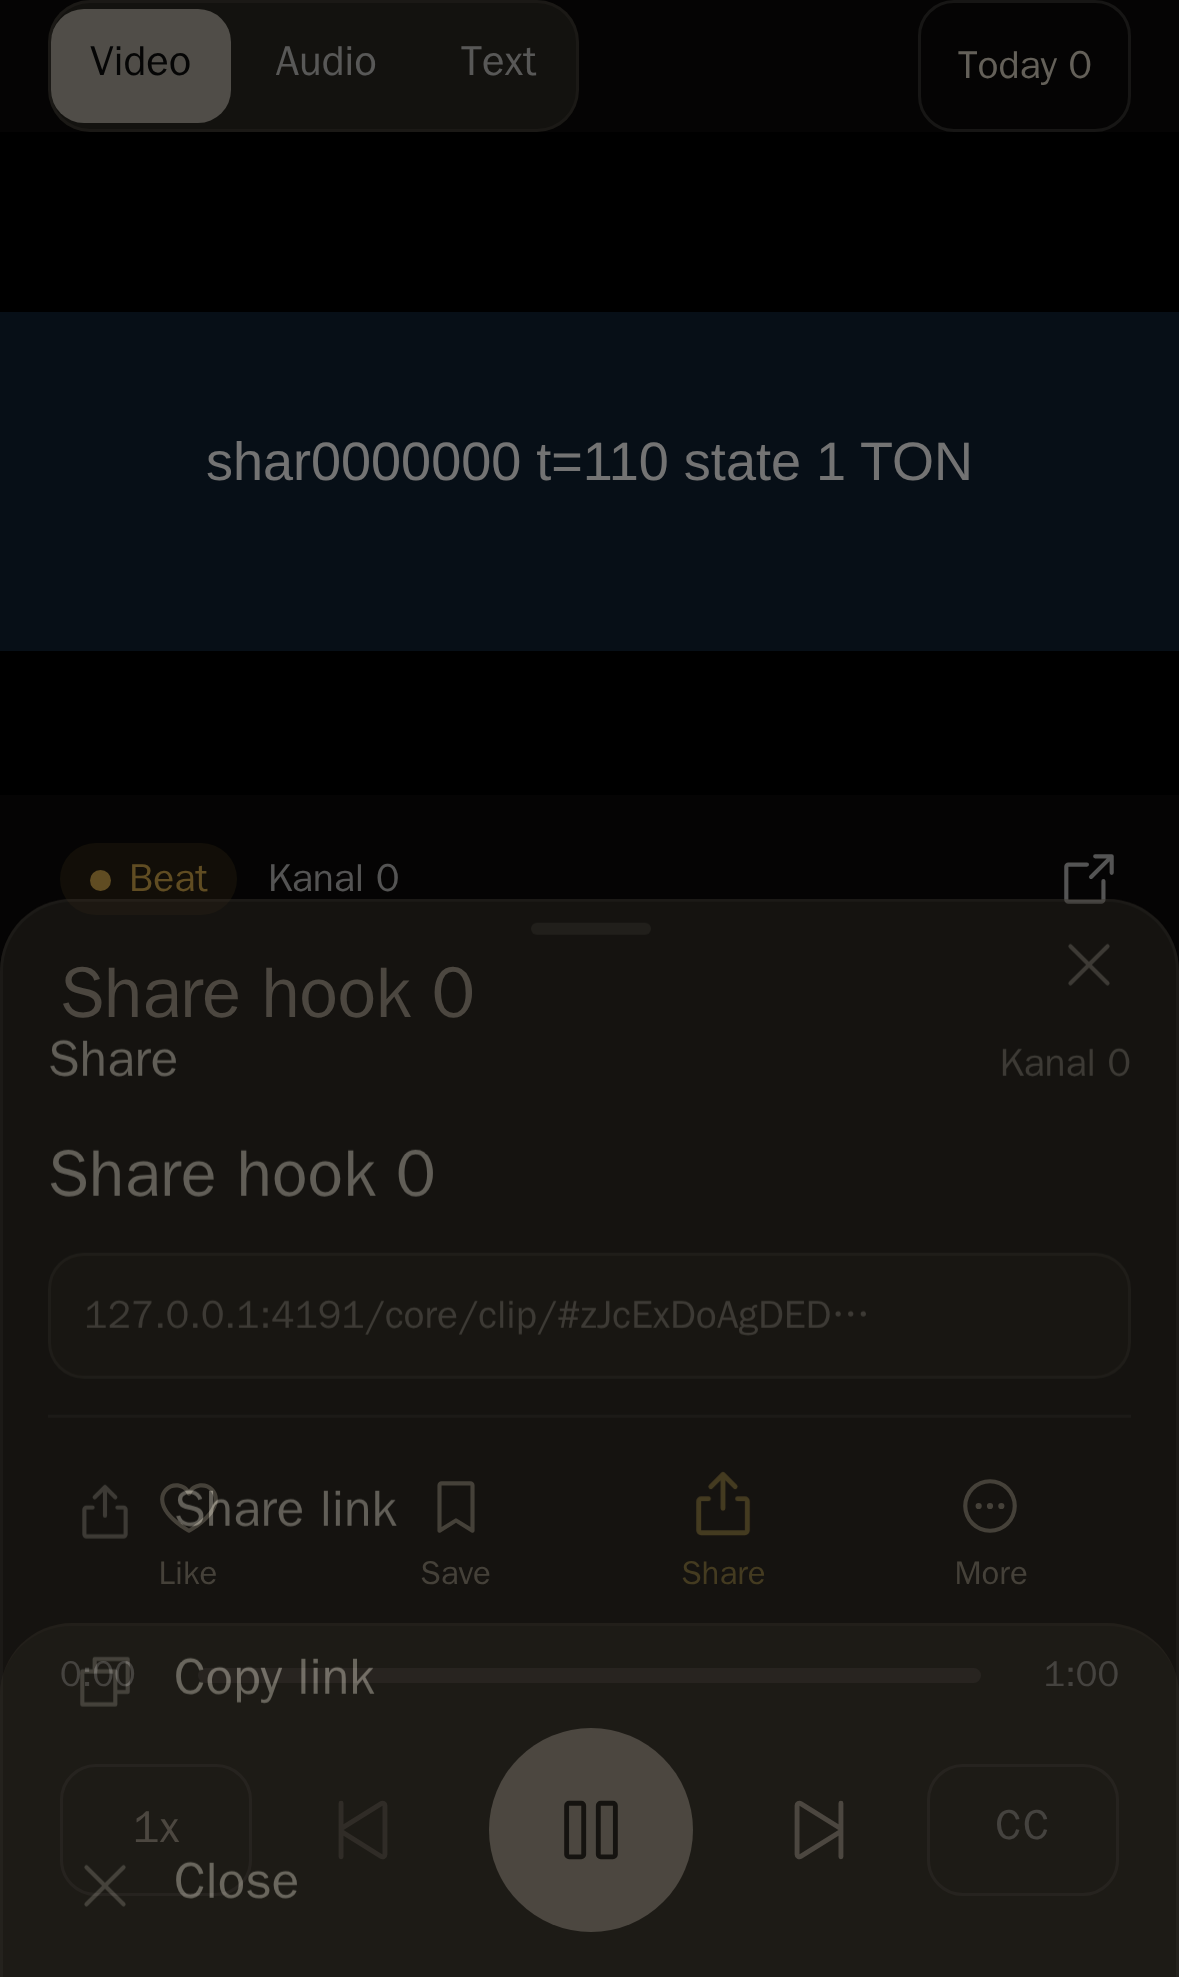 Video Audio Text Today 0
shar0000000 t=110 state 1 TON
Beat Kanal 0
Share hook 0
Share Kanal 0
Share hook 0
127.0.0.1:4191/core/clip/#zJcExDoAgDED···
Share link
Like Save Share More
0:00 1:00
Copy link
1x CC
Close